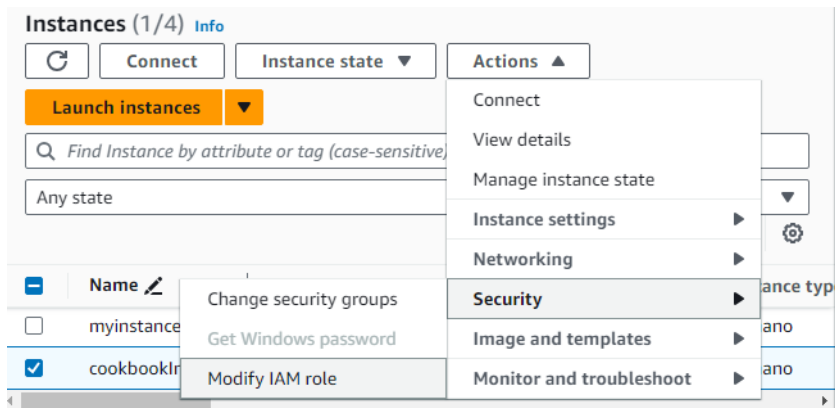 Instances (1/4) Info
Connect
Instance state
Actions
Launch instances
Connect
Find Instance by attribute or tag (case-sensitive)
View details
Manage instance state
Any state
Instance settings
Networking
Name
Change security groups
Security
ance typ
myinstance
Get Windows password
Image and templates
ano
cookbookIn
Modify IAM role
Monitor and troubleshoot
ano